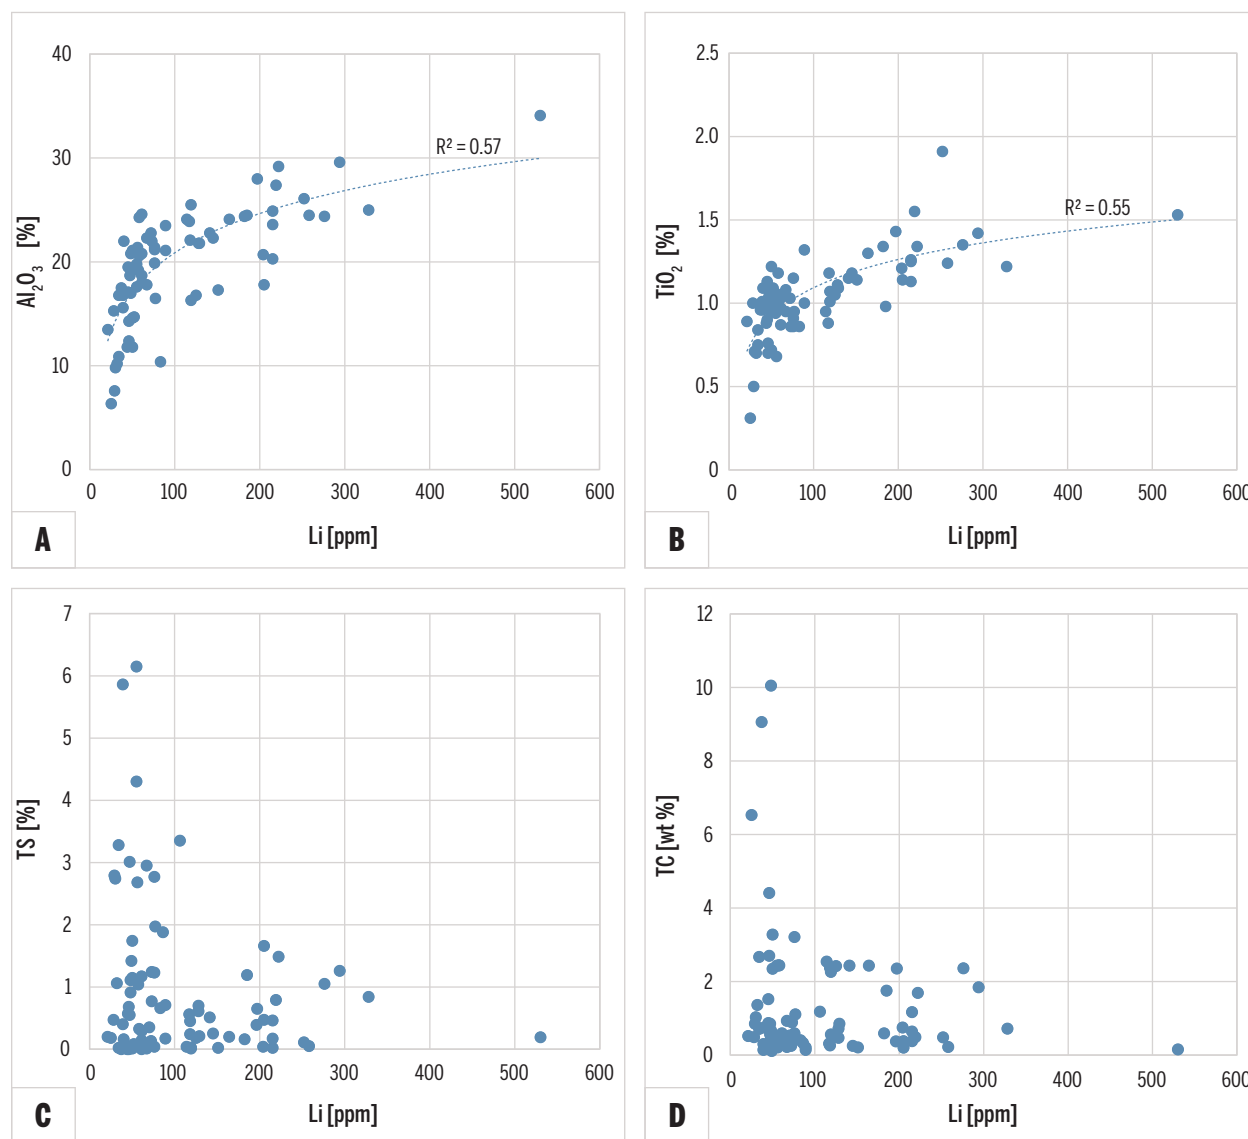 40
30
20
10
0
Al₂O₃ [%]
R² = 0.57
0 100 200 300 400 500 600
Li [ppm]
A
2.5
2.0
1.5
1.0
0.5
0
TiO₂ [%]
R² = 0.55
0 100 200 300 400 500 600
Li [ppm]
B
7
6
5
4
3
2
1
0
TS [%]
0 100 200 300 400 500 600
Li [ppm]
C
12
10
8
6
4
2
0
TC [wt %]
0 100 200 300 400 500 600
Li [ppm]
D